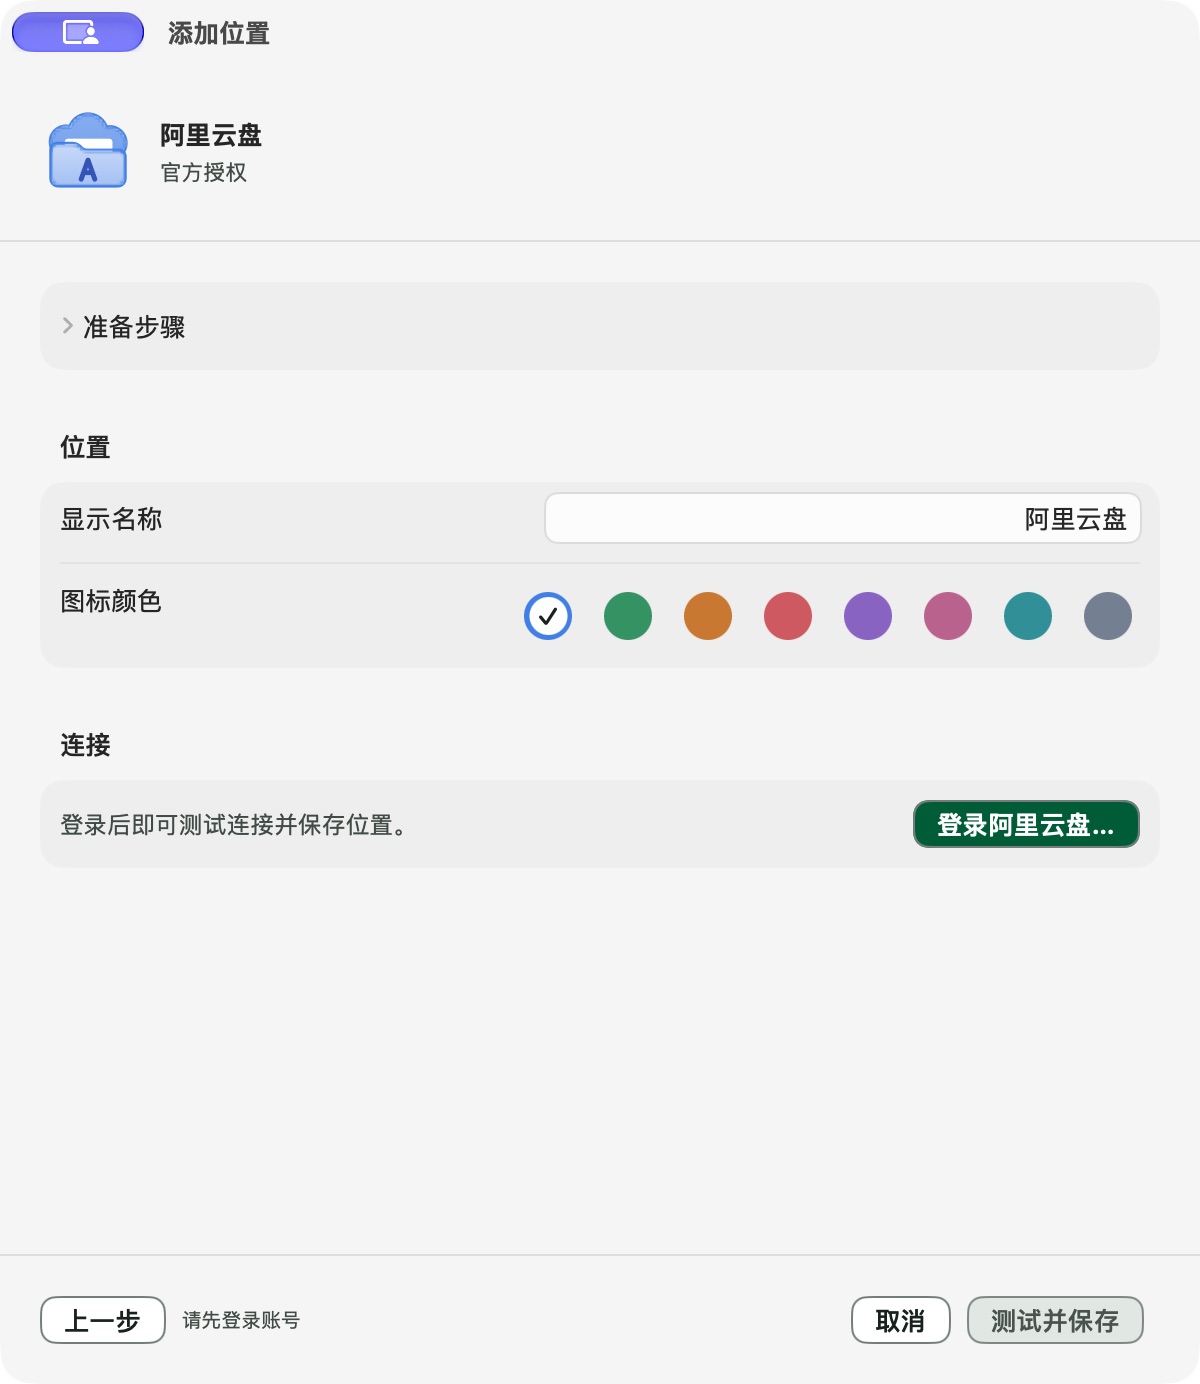 添加位置
阿里云盘
官方授权
准备步骤
位置
显示名称
阿里云盘
图标颜色
连接
登录后即可测试连接并保存位置。
登录阿里云盘...
上一步
请先登录账号
取消
测试并保存